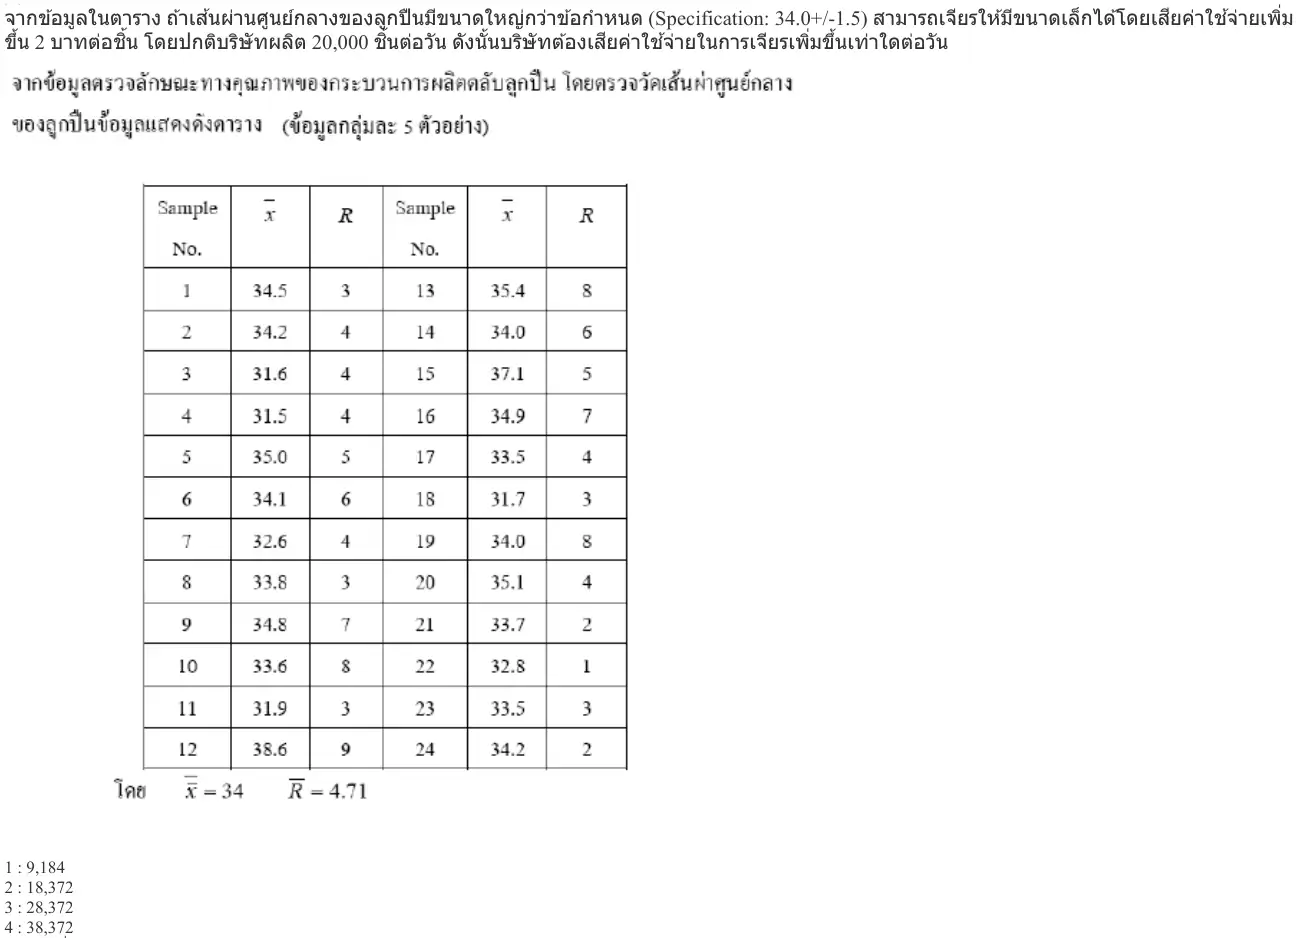 จากข้อมูลในตาราง ถ้าเส้นผ่านศูนย์กลางของลูกปืนมีขนาดใหญ่กว่าข้อกำหนด (Specification: 34.0+/-1.5) สามารถเจียรให้มีขนาดเล็กได้โดยเสียค่าใช้จ่ายเพิ่ม
ขึ้น 2 บาทต่อชิ้น โดยปกติบริษัทผลิต 20,000 ชิ้นต่อวัน ดังนั้นบริษัทต้องเสียค่าใช้จ่ายในการเจียรเพิ่มขึ้นเท่าใดต่อวัน
จากข้อมูลตรวจลักษณะทางคุณภาพของกระบวนการผลิตตลับลูกปืน โดยตรวจวัดเส้นผ่าศูนย์กลาง
ของลูกปืนข้อมูลแสดงดังตาราง (ข้อมูลกลุ่มละ 5 ตัวอย่าง)
Sample No. x̄ R Sample No. x̄ R
1 34.5 3 13 35.4 8
2 34.2 4 14 34.0 6
3 31.6 4 15 37.1 5
4 31.5 4 16 34.9 7
5 35.0 5 17 33.5 4
6 34.1 6 18 31.7 3
7 32.6 4 19 34.0 8
8 33.8 3 20 35.1 4
9 34.8 7 21 33.7 2
10 33.6 8 22 32.8 1
11 31.9 3 23 33.5 3
12 38.6 9 24 34.2 2
โดย x̿ = 34 R̄ = 4.71
1 : 9,184
2 : 18,372
3 : 28,372
4 : 38,372